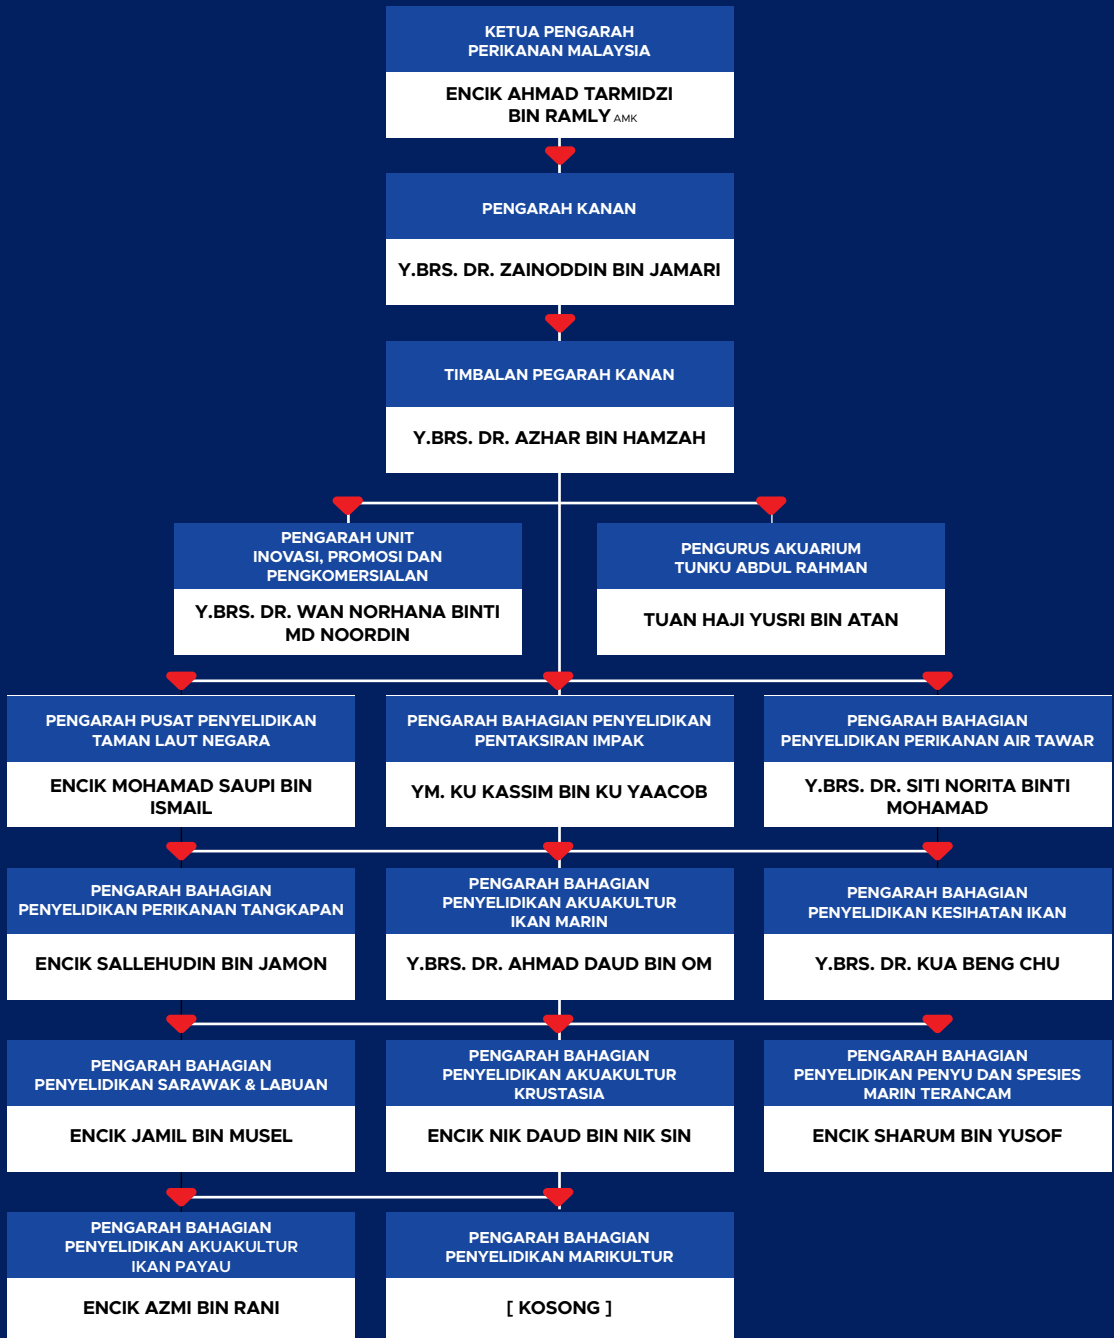 KETUA PENGARAH
PERIKANAN MALAYSIA
ENCIK AHMAD TARMIDZI
BIN RAMLY AMK
PENGARAH KANAN
Y.BRS. DR. ZAINODDIN BIN JAMARI
TIMBALAN PEGARAH KANAN
Y.BRS. DR. AZHAR BIN HAMZAH
PENGARAH UNIT
INOVASI, PROMOSI DAN
PENGKOMERSIALAN
Y.BRS. DR. WAN NORHANA BINTI
MD NOORDIN
PENGURUS AKUARIUM
TUNKU ABDUL RAHMAN
TUAN HAJI YUSRI BIN ATAN
PENGARAH PUSAT PENYELIDIKAN
TAMAN LAUT NEGARA
ENCIK MOHAMAD SAUPI BIN
ISMAIL
PENGARAH BAHAGIAN PENYELIDIKAN
PENTAKSIRAN IMPAK
YM. KU KASSIM BIN KU YAACOB
PENGARAH BAHAGIAN
PENYELIDIKAN PERIKANAN AIR TAWAR
Y.BRS. DR. SITI NORITA BINTI
MOHAMAD
PENGARAH BAHAGIAN
PENYELIDIKAN PERIKANAN TANGKAPAN
ENCIK SALLEHUDIN BIN JAMON
PENGARAH BAHAGIAN
PENYELIDIKAN AKUAKULTUR
IKAN MARIN
Y.BRS. DR. AHMAD DAUD BIN OM
PENGARAH BAHAGIAN
PENYELIDIKAN KESIHATAN IKAN
Y.BRS. DR. KUA BENG CHU
PENGARAH BAHAGIAN
PENYELIDIKAN SARAWAK & LABUAN
ENCIK JAMIL BIN MUSEL
PENGARAH BAHAGIAN
PENYELIDIKAN AKUAKULTUR
KRUSTASIA
ENCIK NIK DAUD BIN NIK SIN
PENGARAH BAHAGIAN
PENYELIDIKAN PENYU DAN SPESIES
MARIN TERANCAM
ENCIK SHARUM BIN YUSOF
PENGARAH BAHAGIAN
PENYELIDIKAN AKUAKULTUR
IKAN PAYAU
ENCIK AZMI BIN RANI
PENGARAH BAHAGIAN
PENYELIDIKAN MARIKULTUR
[ KOSONG ]